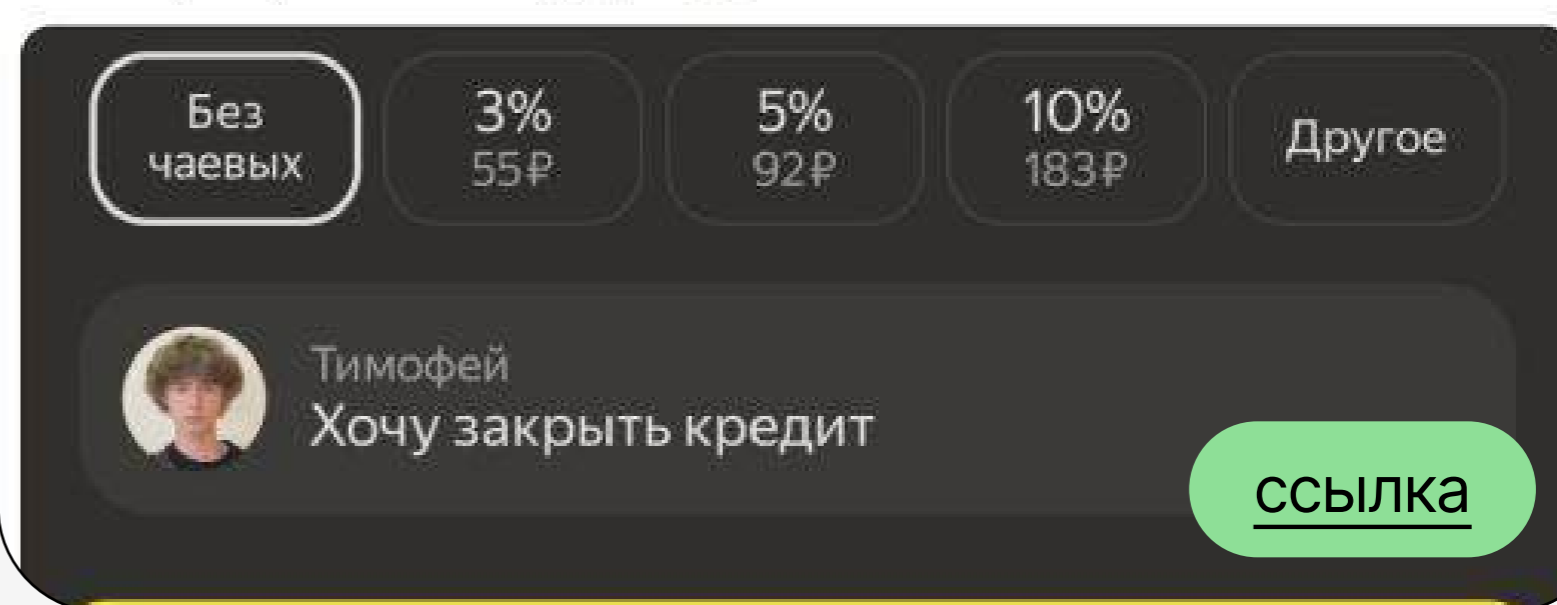 Без
чаевых
3%
55₽
5%
92₽
10%
183₽
Другое
Тимофей
Хочу закрыть кредит
ссылка